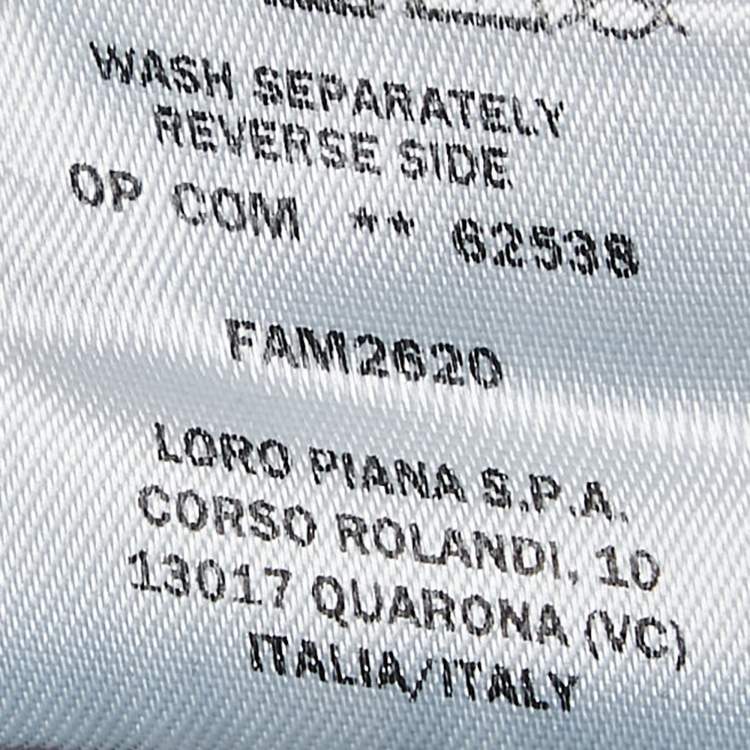 WASH SEPARATELY
REVERSE SIDE
OP COM ** 62538
FAM2620
LORO PIANA S.P.A.
CORSO ROLANDI, 10
13017 QUARONA (VC)
ITALIA/ITALY